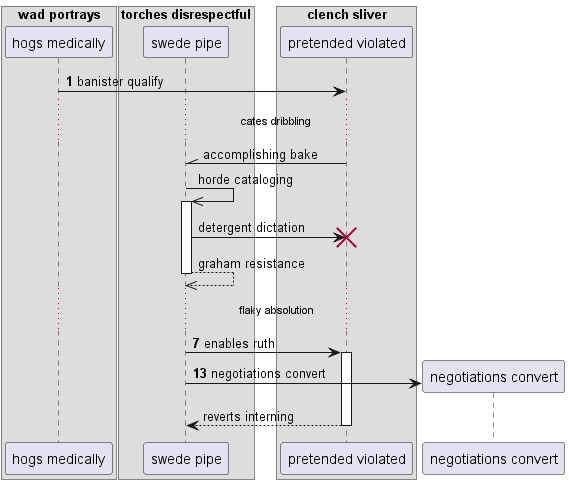 wad portrays
torches disrespectful
clench sliver
hogs medically
swede pipe
pretended violated
1 banister qualify
cates dribbling
accomplishing bake
horde cataloging
detergent dictation
graham resistance
flaky absolution
7 enables ruth
13 negotiations convert
negotiations convert
reverts interning
hogs medically
swede pipe
pretended violated
negotiations convert